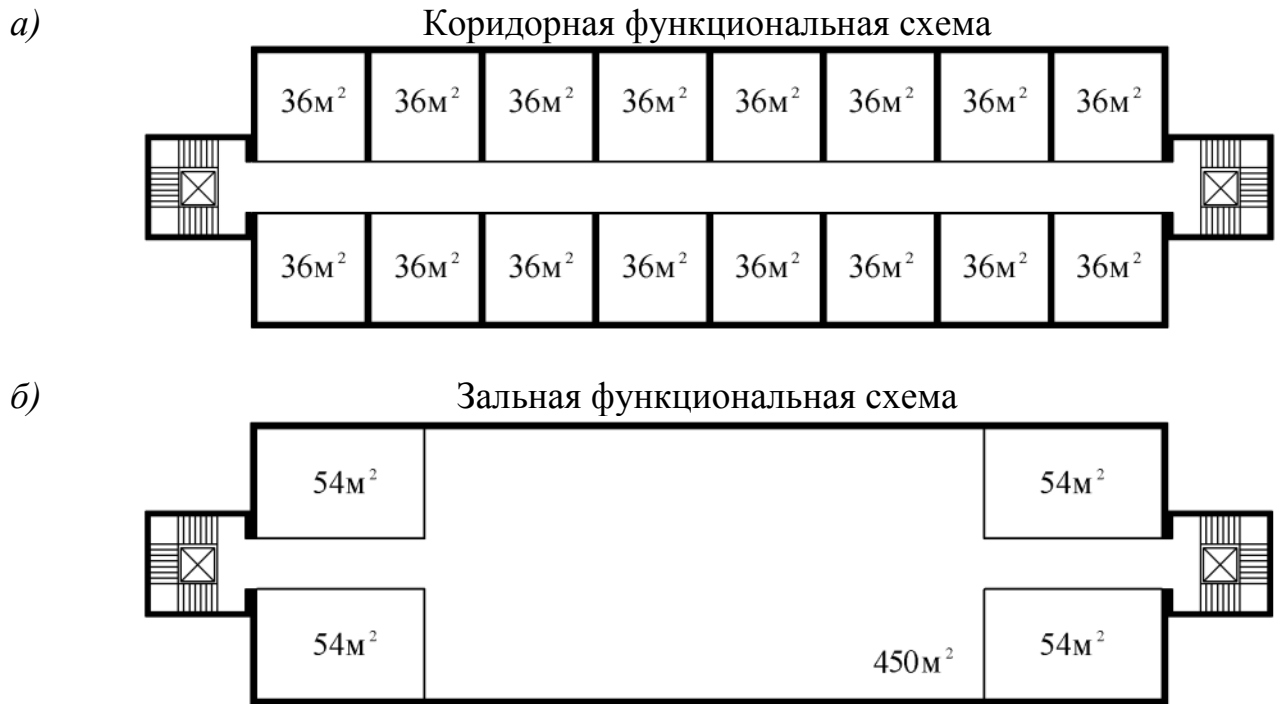 а) Коридорная функциональная схема
36м² 36м² 36м² 36м² 36м² 36м² 36м² 36м²
36м² 36м² 36м² 36м² 36м² 36м² 36м² 36м²
б) Зальная функциональная схема
54м² 54м²
54м² 450м² 54м²